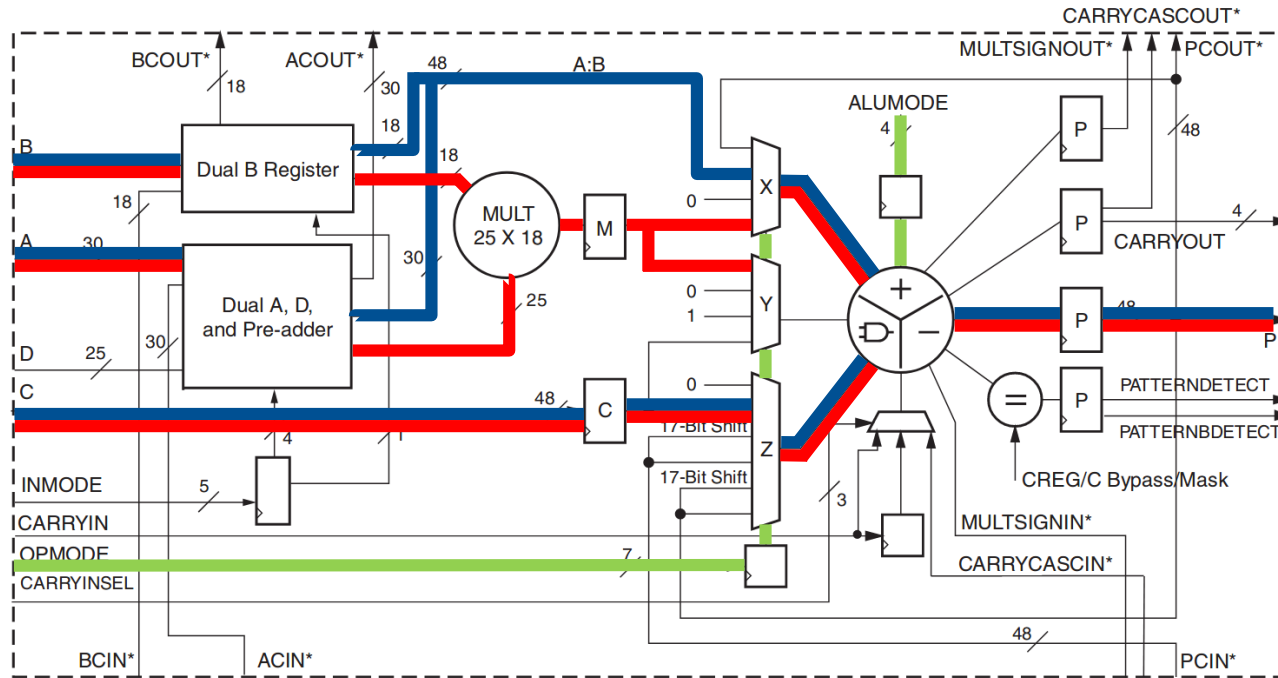 CARRYCASCOUT*
BCOUT* ACOUT* MULTSIGNOUT* PCOUT*
48 A:B
18 30
ALUMODE
4
B
18
Dual B Register
18
MULT
25 X 18
M
X
0
P
48
18
A
30
30
Dual A, D,
and Pre-adder
25
0
1
Y
P
4
CARRYOUT
+
−
P
48
P
D
25
30
C
48
C
0
17-Bit Shift
Z
17-Bit Shift
=
P
PATTERNDETECT
PATTERNBDETECT
4
1
INMODE
5
3
CREG/C Bypass/Mask
CARRYIN
MULTSIGNIN*
OPMODE
7
CARRYINSEL
CARRYCASCIN*
48
BCIN* ACIN* PCIN*